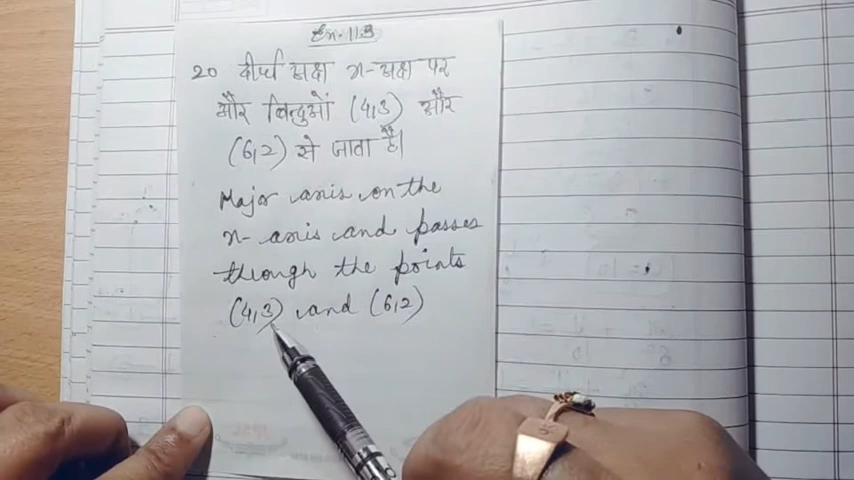 Ex-11.3
20 दीर्घ अक्ष x-अक्ष पर
और बिन्दुओं (4,3) और
(6,2) से जाता है।
Major axis on the
x-axis and passes
through the points
(4,3) and (6,2)